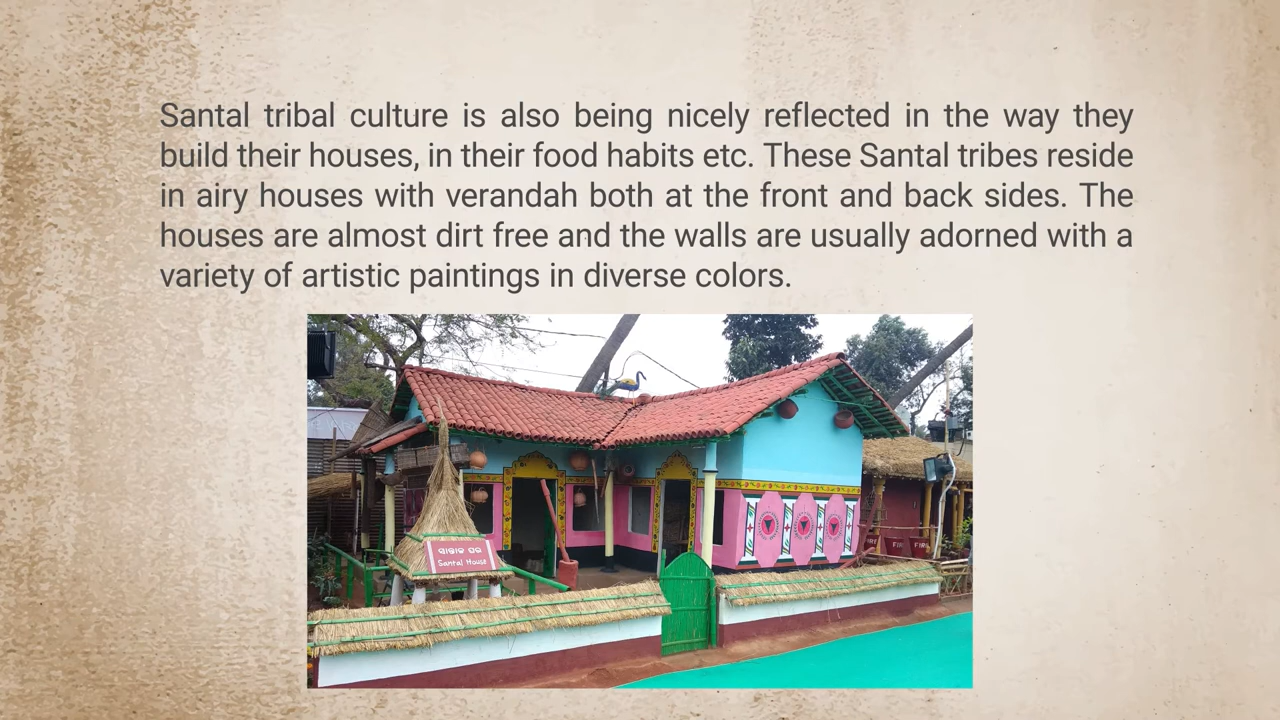 Santal tribal culture is also being nicely reflected in the way they
build their houses, in their food habits etc. These Santal tribes reside
in airy houses with verandah both at the front and back sides. The
houses are almost dirt free and the walls are usually adorned with a
variety of artistic paintings in diverse colors.
ସାନ୍ତାଳ ଘର
Santal House
FIRE
FIRE